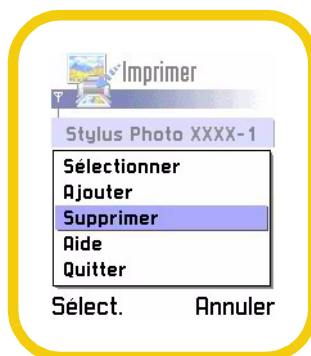 Imprimer
Stylus Photo XXXX-1
Sélectionner
Ajouter
Supprimer
Aide
Quitter
Sélect. Annuler